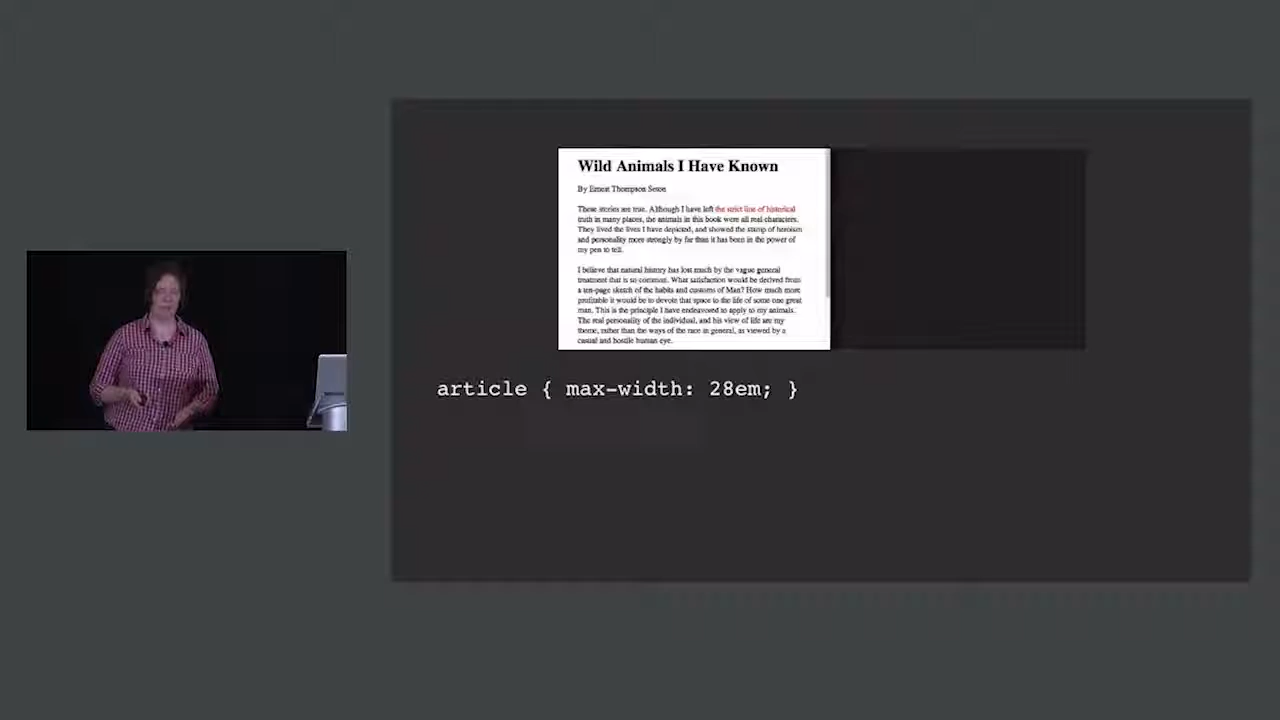 Wild Animals I Have Known
By Ernest Thompson Seton
These stories are true. Although I have left the strict line of historical
truth in many places, the animals in this book were all real characters.
They lived the lives I have depicted, and showed the stamp of heroism
and personality more strongly by far than it has been in the power of
my pen to tell.
I believe that natural history has lost much by the vague general
treatment that is so common. What satisfaction would be derived from
a ten-page sketch of the habits and customs of Man? How much more
profitable it would be to devote that space to the life of some one great
man. This is the principle I have endeavored to apply to my animals.
The real personality of the individual, and his view of life are my
theme, rather than the ways of the race in general, as viewed by a
casual and hostile human eye.
article { max-width: 28em; }